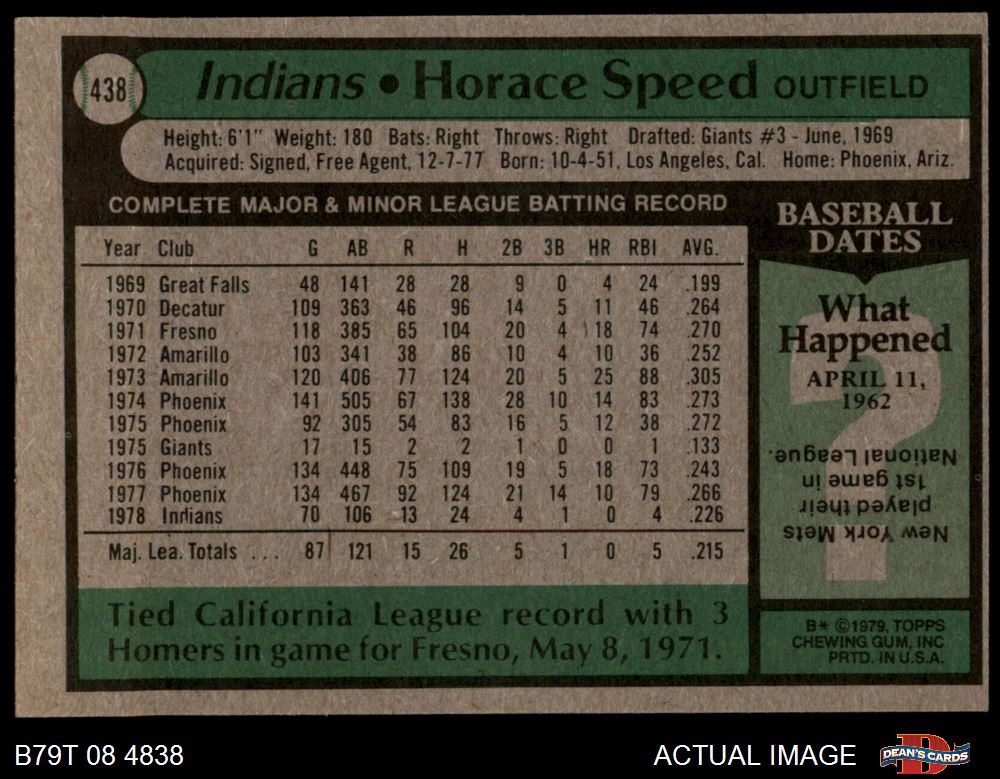 438
Indians • Horace Speed OUTFIELD
Height: 6'1" Weight: 180 Bats: Right Throws: Right Drafted: Giants #3 - June, 1969
Acquired: Signed, Free Agent, 12-7-77 Born: 10-4-51, Los Angeles, Cal. Home: Phoenix, Ariz.
COMPLETE MAJOR & MINOR LEAGUE BATTING RECORD
Year Club G AB R H 2B 3B HR RBI AVG.
1969 Great Falls 48 141 28 28 9 0 4 24 .199
1970 Decatur 109 363 46 96 14 5 11 46 .264
1971 Fresno 118 385 65 104 20 4 18 74 .270
1972 Amarillo 103 341 38 86 10 4 10 36 .252
1973 Amarillo 120 406 77 124 20 5 25 88 .305
1974 Phoenix 141 505 67 138 28 10 14 83 .273
1975 Phoenix 92 305 54 83 16 5 12 38 .272
1975 Giants 17 15 2 2 1 0 0 1 .133
1976 Phoenix 134 448 75 109 19 5 18 73 .243
1977 Phoenix 134 467 92 124 21 14 10 79 .266
1978 Indians 70 106 13 24 4 1 0 4 .226
Maj. Lea. Totals ... 87 121 15 26 5 1 0 5 .215
Tied California League record with 3
Homers in game for Fresno, May 8, 1971.
BASEBALL
DATES
What
Happened
APRIL 11,
1962
?
New York Mets
played their
1st game in
National League.
B* ©1979, TOPPS
CHEWING GUM, INC
PRTD. IN U.S.A.
B79T 08 4838
ACTUAL IMAGE
D
DEAN'S CARDS